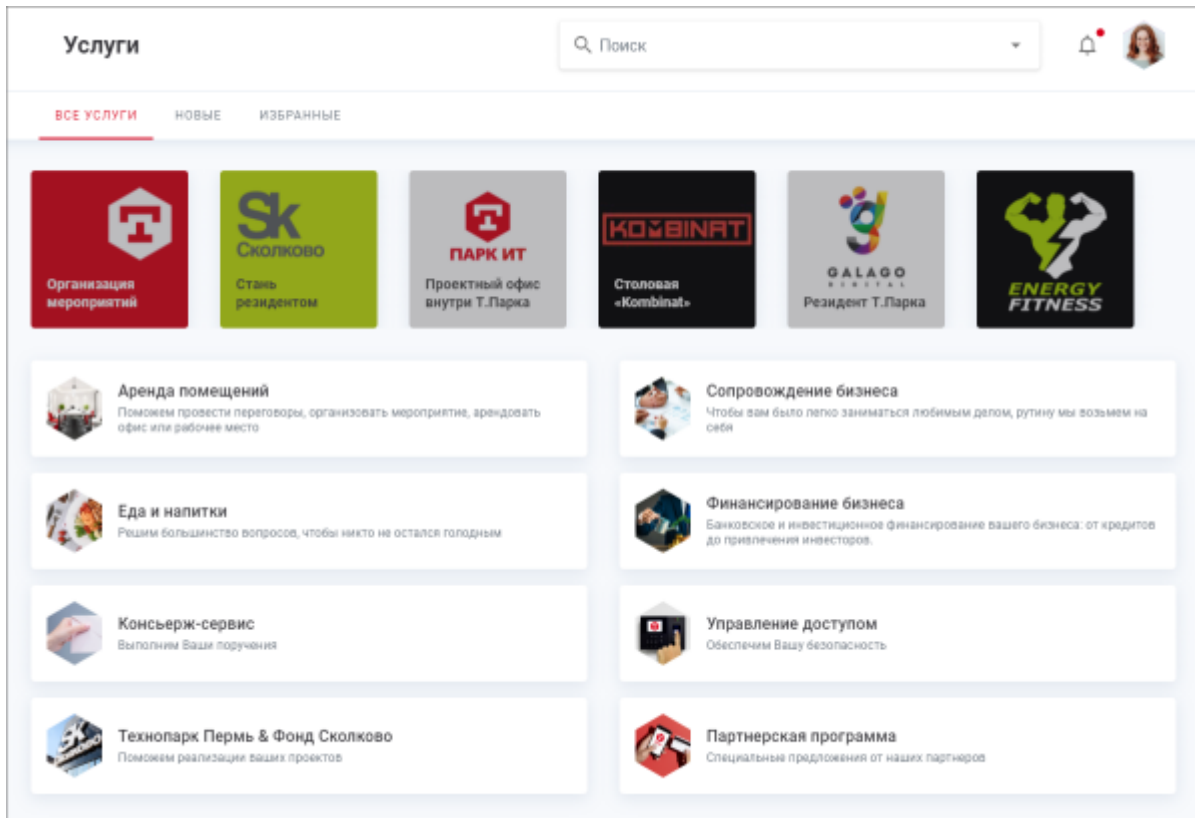 Услуги
Поиск
ВСЕ УСЛУГИ
НОВЫЕ
ИЗБРАННЫЕ
Т
Организация
мероприятий
Sk
Сколково
Стань
резидентом
Т
ПАРК ИТ
Проектный офис
внутри Т.Парка
KOMBINAT
Столовая
«Kombinat»
g
GALAGO
DIGITAL
Резидент Т.Парка
ENERGY
FITNESS
Аренда помещений
Поможем провести переговоры, организовать мероприятие, арендовать
офис или рабочее место
Сопровождение бизнеса
Чтобы вам было легко заниматься любимым делом, рутину мы возьмем на
себя
Еда и напитки
Решим большинство вопросов, чтобы никто не остался голодным
Финансирование бизнеса
Банковское и инвестиционное финансирование вашего бизнеса: от кредитов
до привлечения инвесторов.
Консьерж-сервис
Выполним Ваши поручения
Управление доступом
Обеспечим Вашу безопасность
Технопарк Пермь & Фонд Сколково
Поможем реализации ваших проектов
Партнерская программа
Специальные предложения от наших партнеров